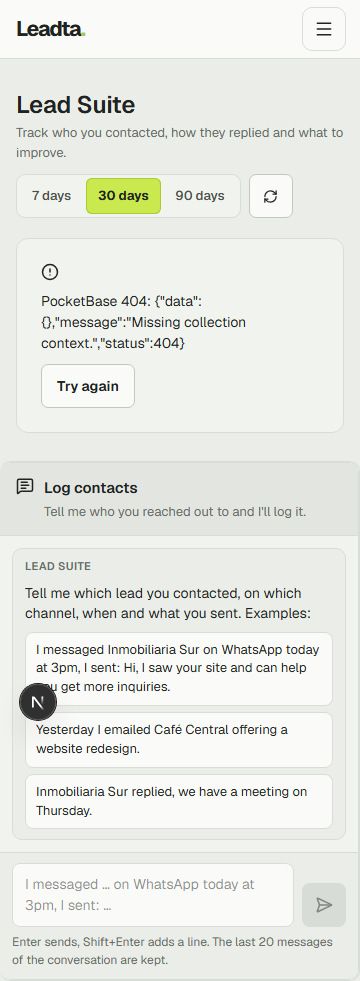 Leadta.
Lead Suite
Track who you contacted, how they replied and what to
improve.
7 days
30 days
90 days
PocketBase 404: {"data":
{},"message":"Missing collection
context.","status":404}
Try again
Log contacts
Tell me who you reached out to and I'll log it.
LEAD SUITE
Tell me which lead you contacted, on which
channel, when and what you sent. Examples:
I messaged Inmobiliaria Sur on WhatsApp today
at 3pm, I sent: Hi, I saw your site and can help
you get more inquiries.
N
Yesterday I emailed Café Central offering a
website redesign.
Inmobiliaria Sur replied, we have a meeting on
Thursday.
I messaged … on WhatsApp today at
3pm, I sent: …
Enter sends, Shift+Enter adds a line. The last 20 messages
of the conversation are kept.